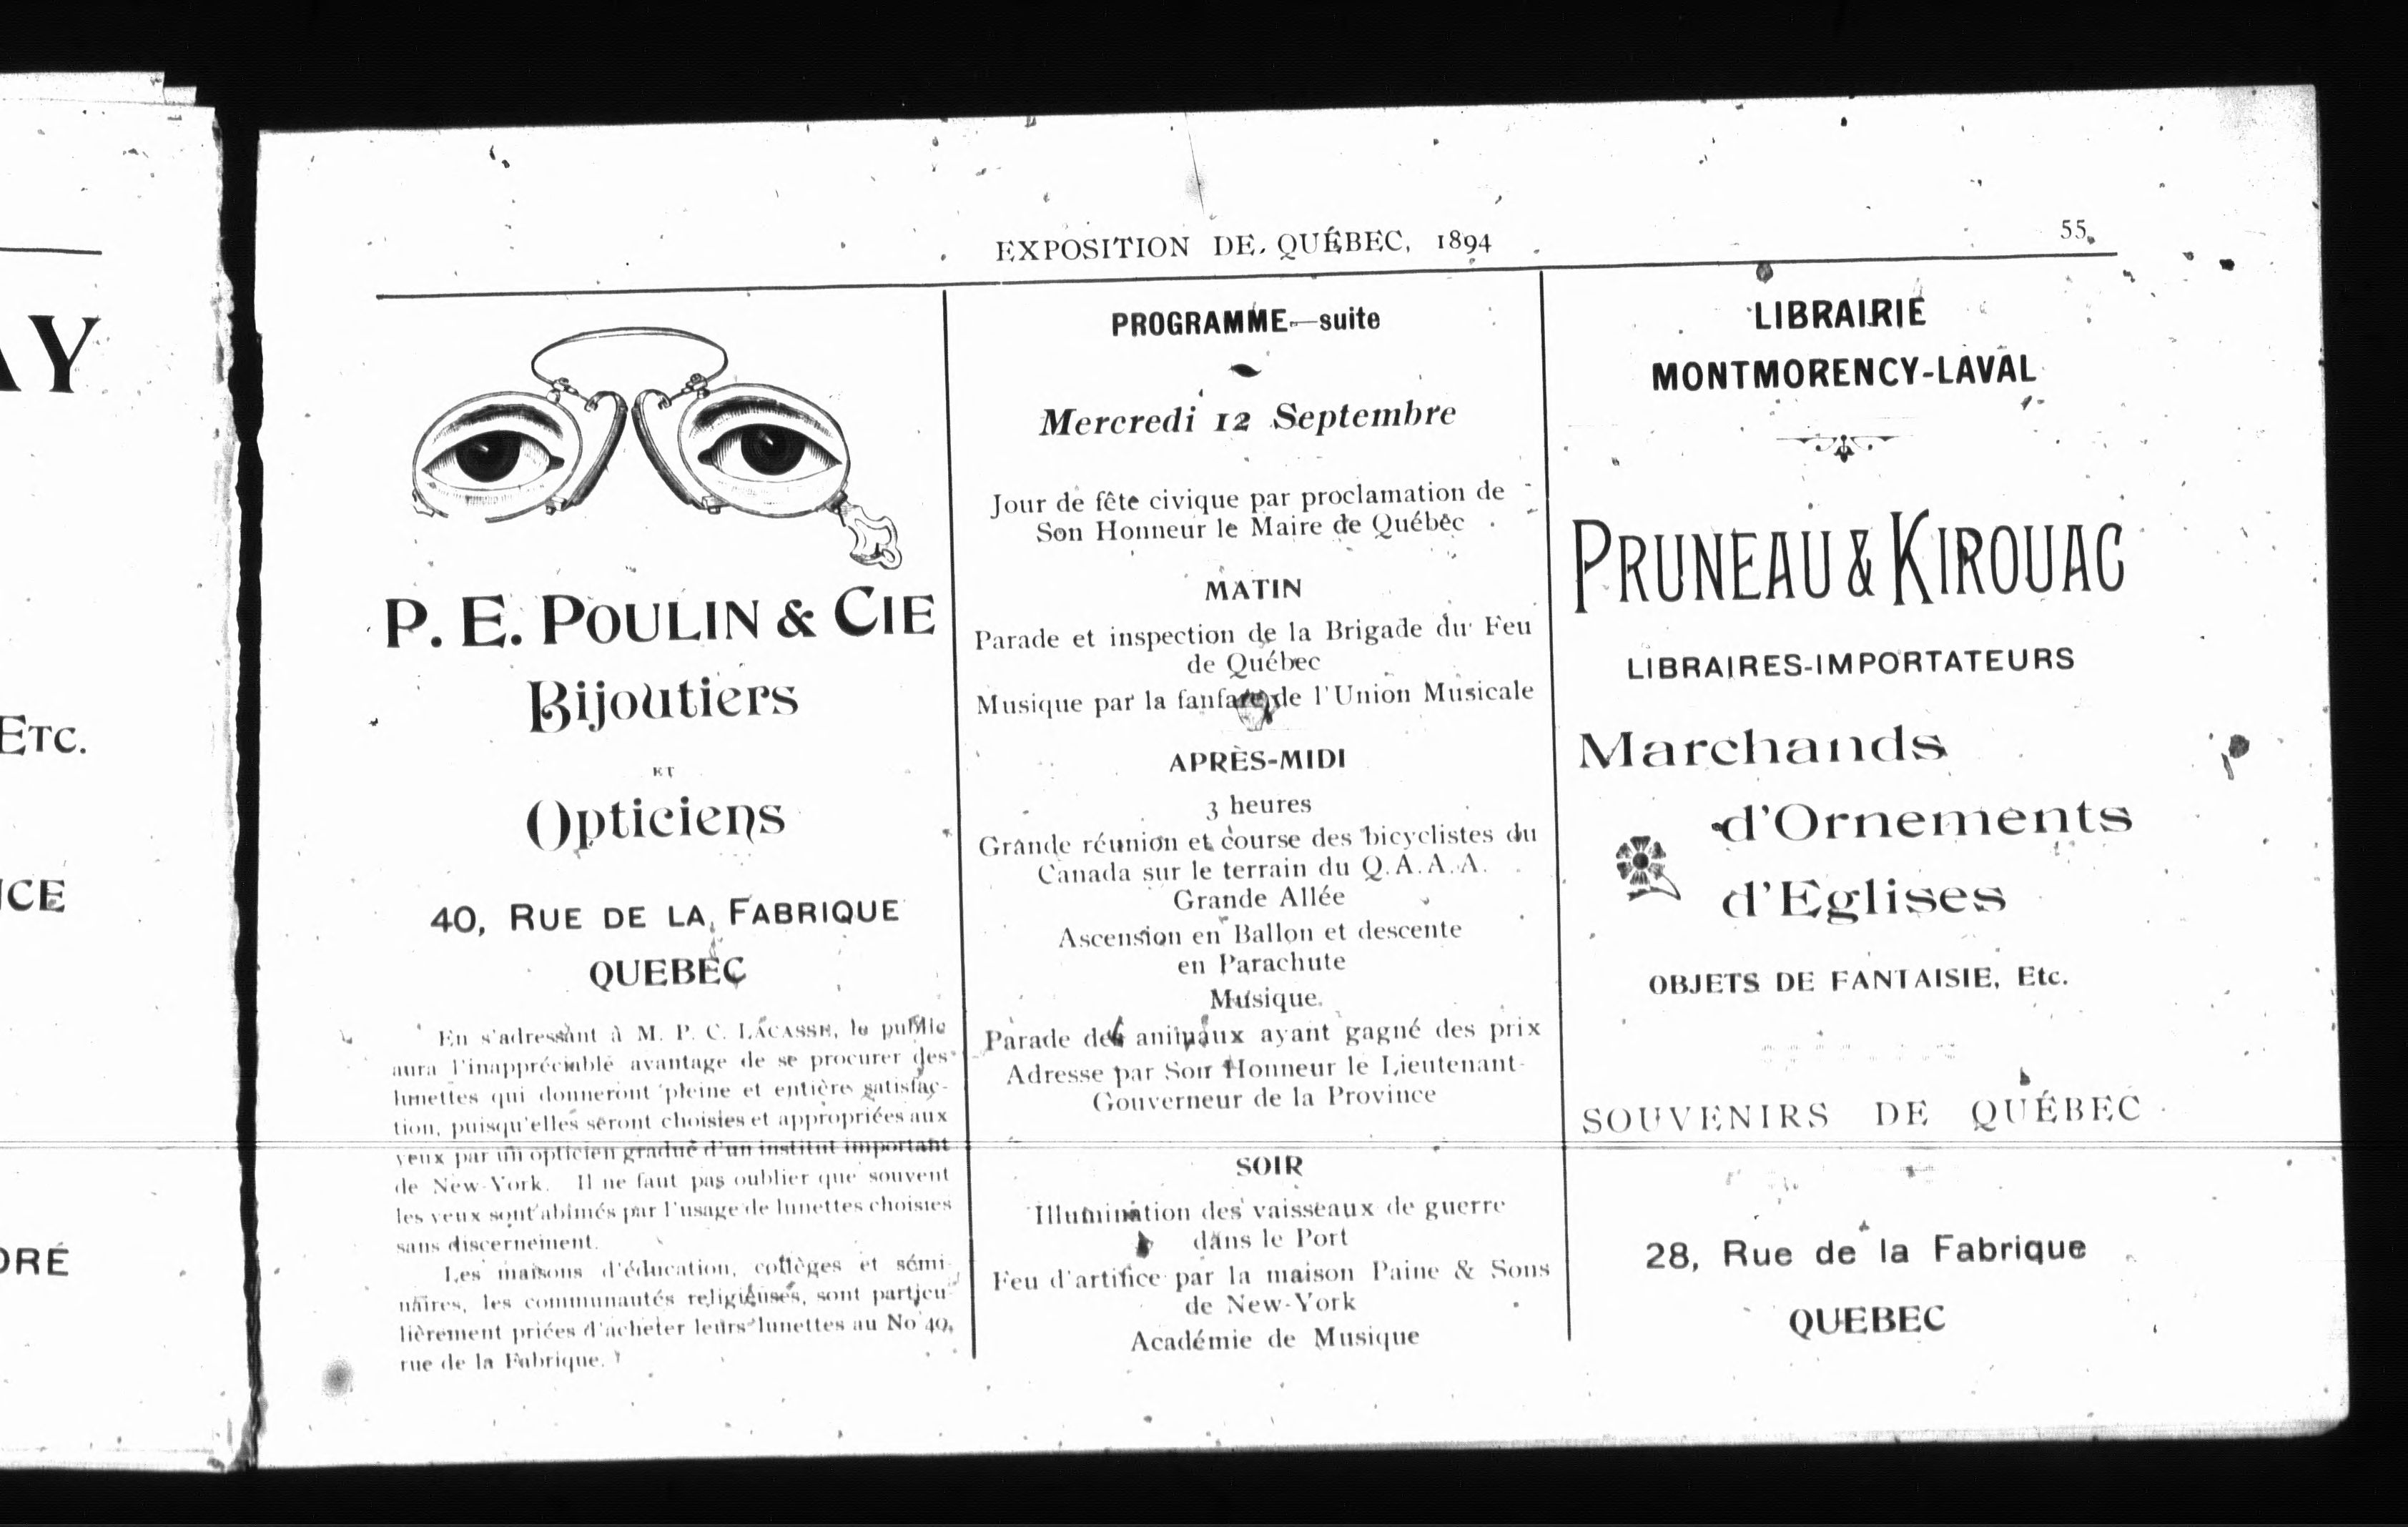 AY
ETC.
CE
DRÉ
EXPOSITION DE QUÉBEC, 1894
55
P. E. POULIN & CIE
Bijoutiers
ET
Opticiens
40, RUE DE LA FABRIQUE
QUEBEC
En s'adressant à M. P. C. LACASSE, le public
aura l'inappréciable avantage de se procurer des
lunettes qui donneront pleine et entière satisfac-
tion, puisqu'elles seront choisies et appropriées aux
yeux par un opticien gradué d'un institut important
de New-York. Il ne faut pas oublier que souvent
les yeux sont abîmés par l'usage de lunettes choisies
sans discernement.
Les maisons d'éducation, collèges et sémi-
naires, les communautés religieuses, sont particu-
lièrement priées d'acheter leurs lunettes au No 40,
rue de la Fabrique.
PROGRAMME—suite
Mercredi 12 Septembre
Jour de fête civique par proclamation de
Son Honneur le Maire de Québec
MATIN
Parade et inspection de la Brigade du Feu
de Québec
Musique par la fanfare de l'Union Musicale
APRÈS-MIDI
3 heures
Grande réunion et course des bicyclistes du
Canada sur le terrain du Q.A.A.A.
Grande Allée
Ascension en Ballon et descente
en Parachute
Musique.
Parade des animaux ayant gagné des prix
Adresse par Son Honneur le Lieutenant-
Gouverneur de la Province
SOIR
Illumination des vaisseaux de guerre
dans le Port
Feu d'artifice par la maison Paine & Sons
de New-York
Académie de Musique
LIBRAIRIE
MONTMORENCY-LAVAL
PRUNEAU & KIROUAC
LIBRAIRES-IMPORTATEURS
Marchands
d'Ornements
d'Eglises
OBJETS DE FANTAISIE, Etc.
SOUVENIRS DE QUÉBEC
28, Rue de la Fabrique
QUEBEC